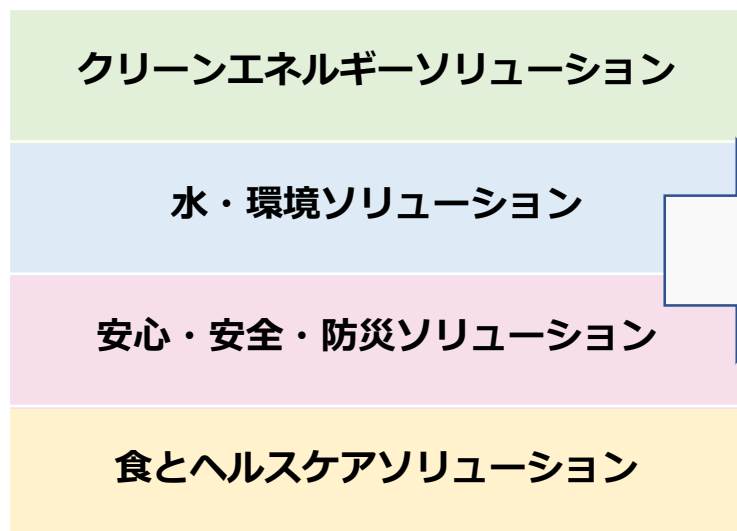 クリーンエネルギーソリューション
水・環境ソリューション
安心・安全・防災ソリューション
食とヘルスケアソリューション